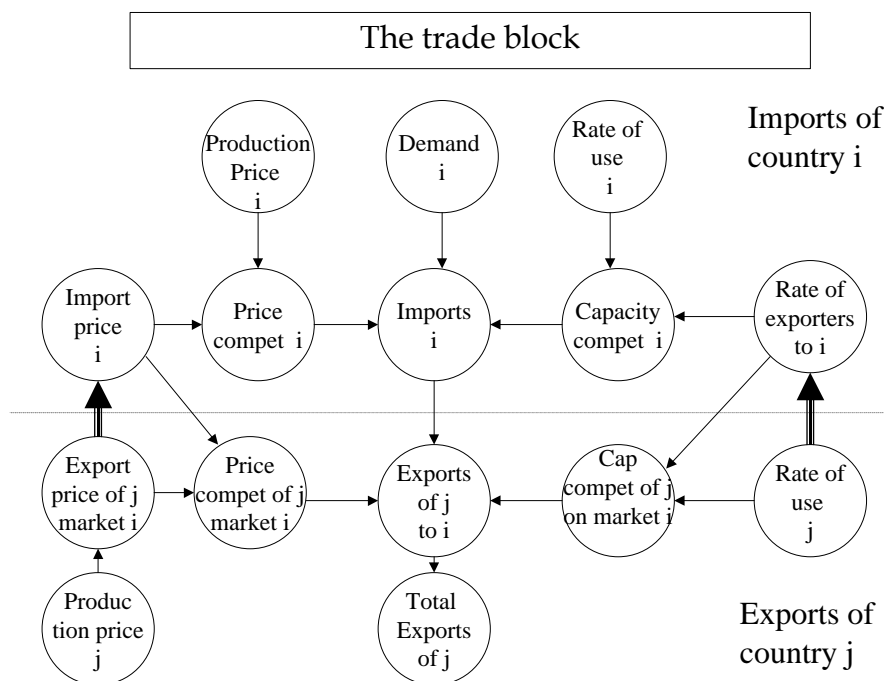 The trade block
Production
Price
i
Demand
i
Rate of
use
i
Imports of
country i
Import
price
i
Price
compet i
Imports
i
Capacity
compet i
Rate of
exporters
to i
Export
price of j
market i
Price
compet of j
market i
Exports
of j
to i
Cap
compet of j
on market i
Rate of
use
j
Produc
tion price
j
Total
Exports
of j
Exports of
country j